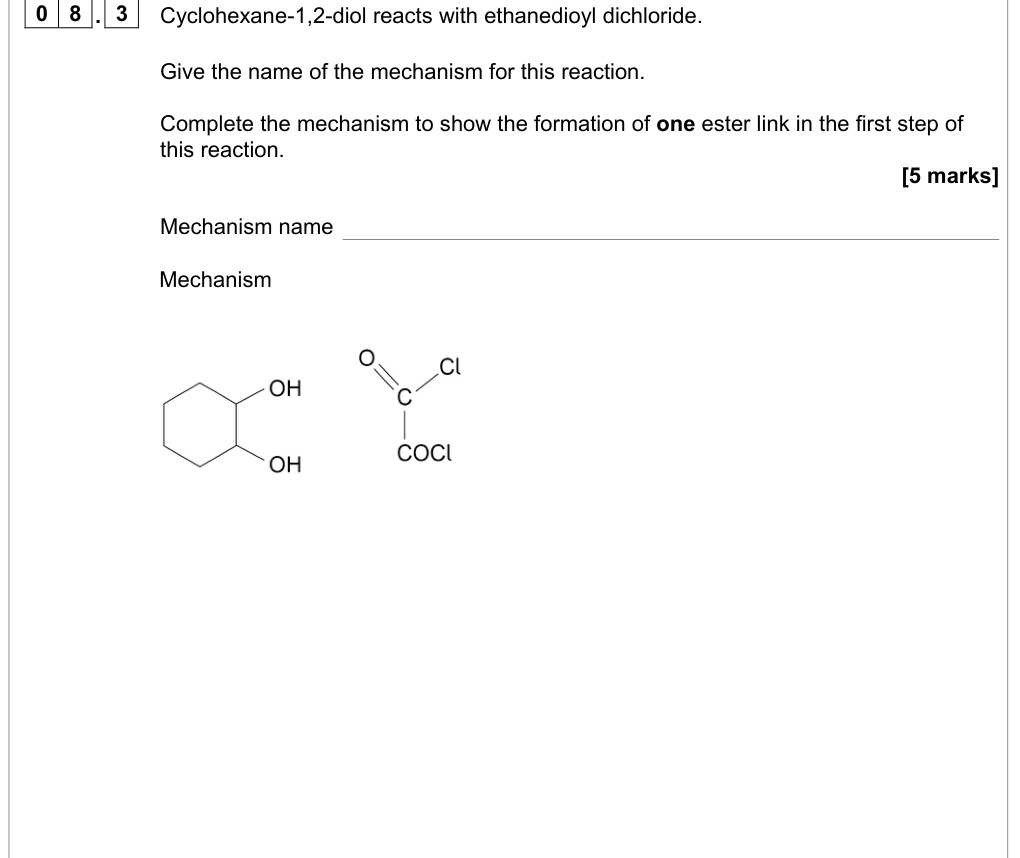 0 8 . 3 Cyclohexane-1,2-diol reacts with ethanedioyl dichloride.
Give the name of the mechanism for this reaction.
Complete the mechanism to show the formation of one ester link in the first step of
this reaction.
[5 marks]
Mechanism name
Mechanism
O
Cl
OH
C
COCl
OH